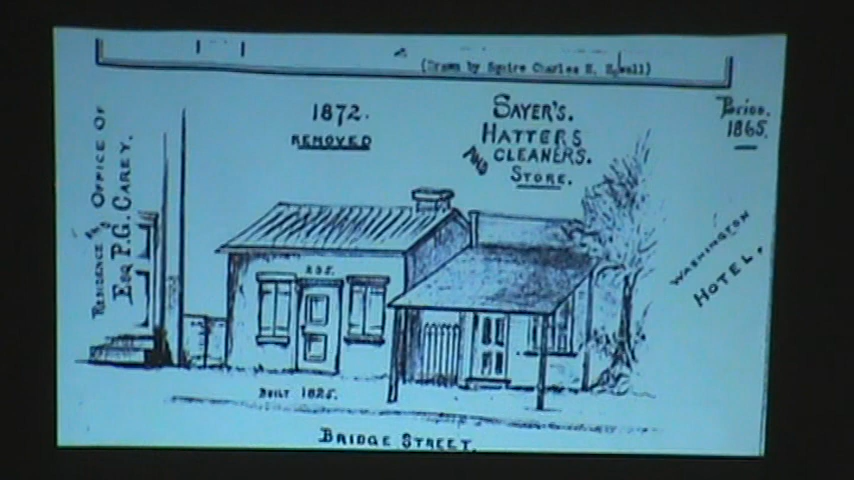 (Drawn by Squire Charles H.
1872.
REMOVED
SAYER'S.
HATTERS
AND CLEANERS.
STORE.
Price.
1865.
RESIDENCE AND OFFICE OF
ESQ P.G. CAREY.
WASHINGTON
HOTEL.
BUILT 1825.
BRIDGE STREET.